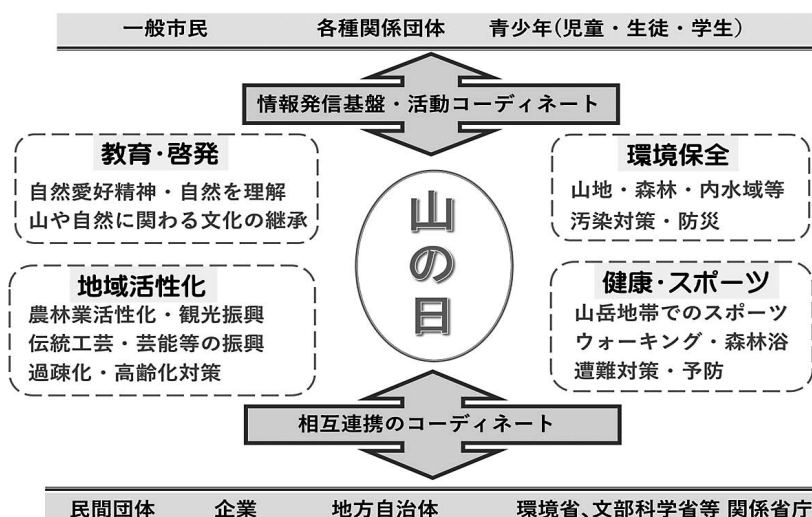 一般市民 各種関係団体 青少年(児童・生徒・学生)
情報発信基盤・活動コーディネート
教育・啓発
自然愛好精神・自然を理解
山や自然に関わる文化の継承
環境保全
山地・森林・内水域等
汚染対策・防災
山の日
地域活性化
農林業活性化・観光振興
伝統工芸・芸能等の振興
過疎化・高齢化対策
健康・スポーツ
山岳地帯でのスポーツ
ウォーキング・森林浴
遭難対策・予防
相互連携のコーディネート
民間団体 企業 地方自治体 環境省、文部科学省等 関係省庁